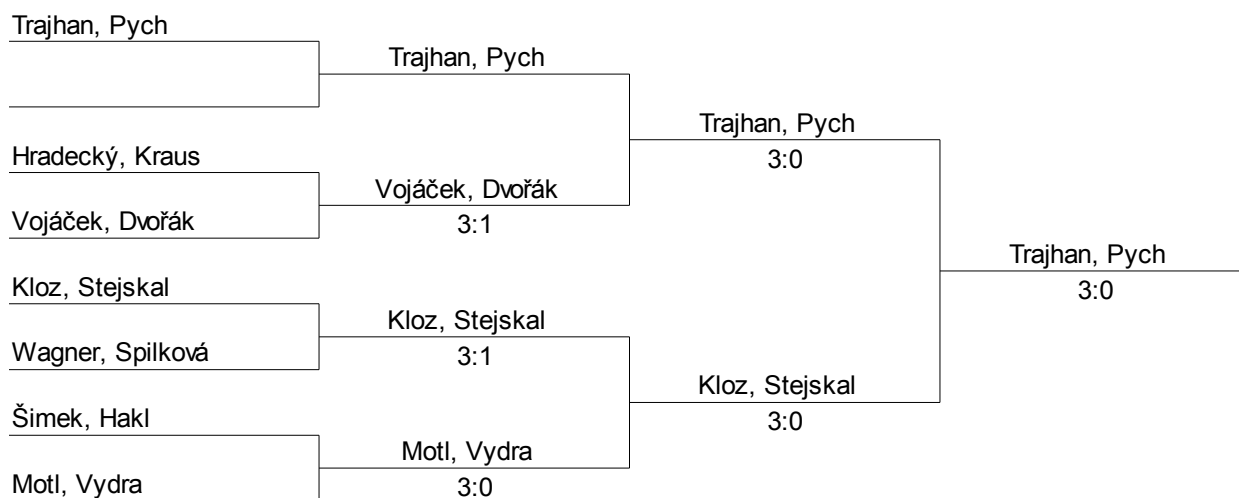 Trajhan, Pych
Trajhan, Pych
Trajhan, Pych
3:0
Hradecký, Kraus
Vojáček, Dvořák
3:1
Vojáček, Dvořák
Trajhan, Pych
3:0
Kloz, Stejskal
Kloz, Stejskal
3:1
Wagner, Spilková
Kloz, Stejskal
3:0
Šimek, Hakl
Motl, Vydra
3:0
Motl, Vydra